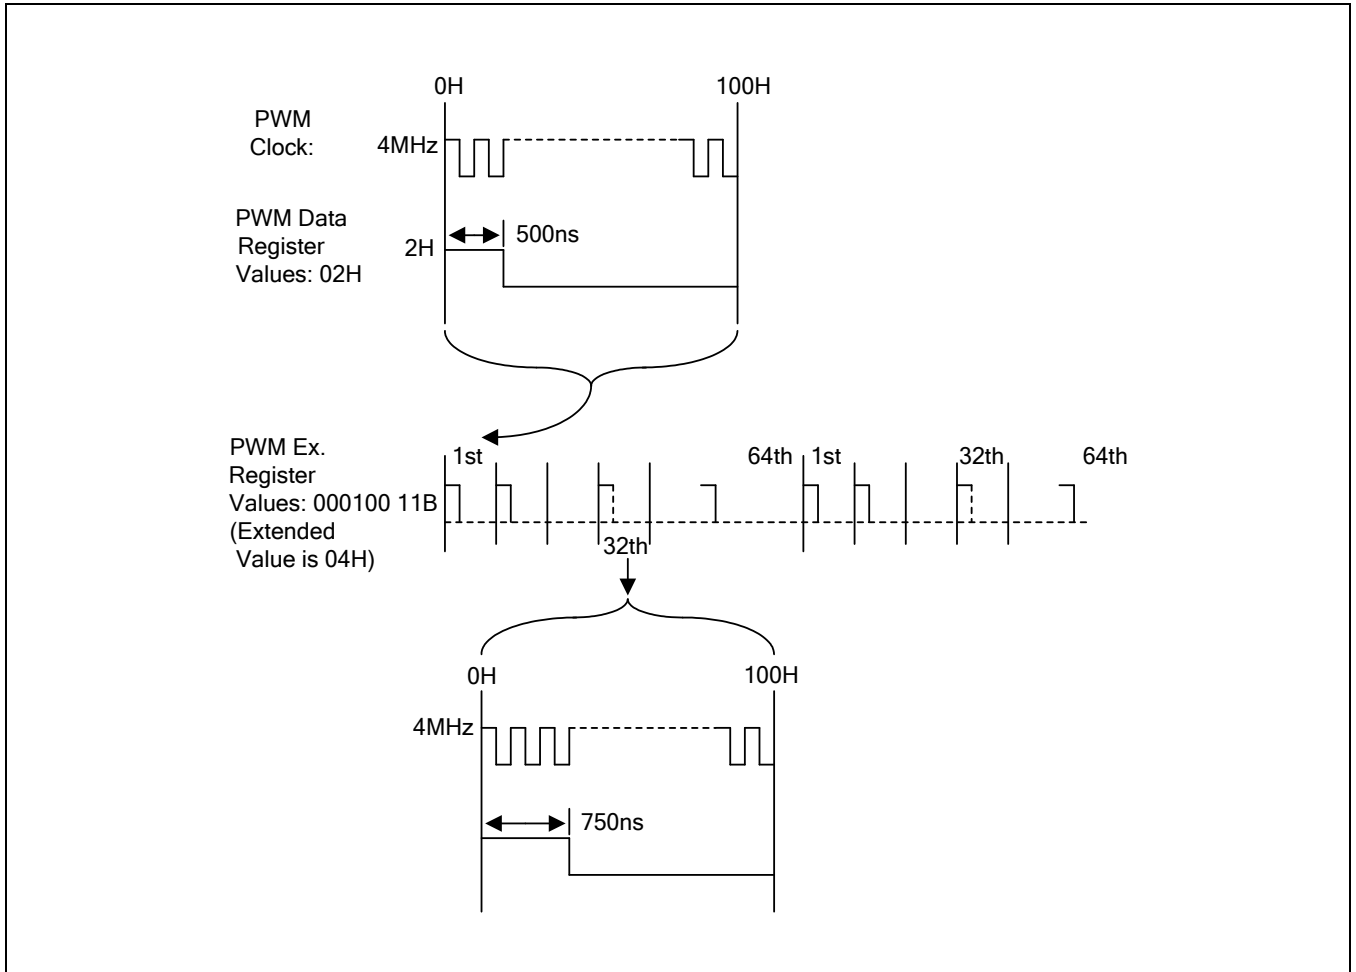 0H
100H
PWM
Clock:
4MHz
PWM Data
Register
Values: 02H
2H
500ns
PWM Ex.
Register
Values: 000100 11B
(Extended
Value is 04H)
1st
64th
1st
32th
64th
32th
0H
100H
4MHz
750ns